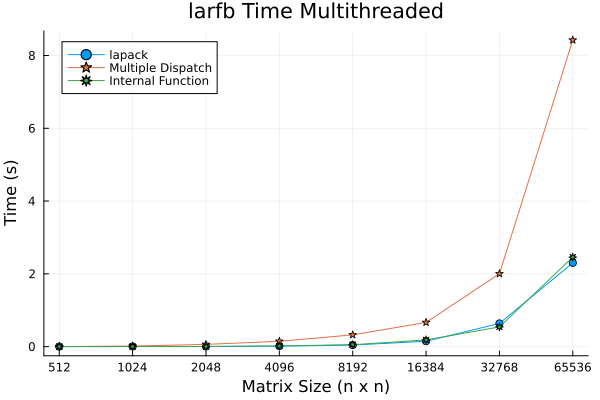 larfb Time Multithreaded
lapack
Multiple Dispatch
Internal Function
Time (s)
8
6
4
2
0
512 1024 2048 4096 8192 16384 32768 65536
Matrix Size (n x n)